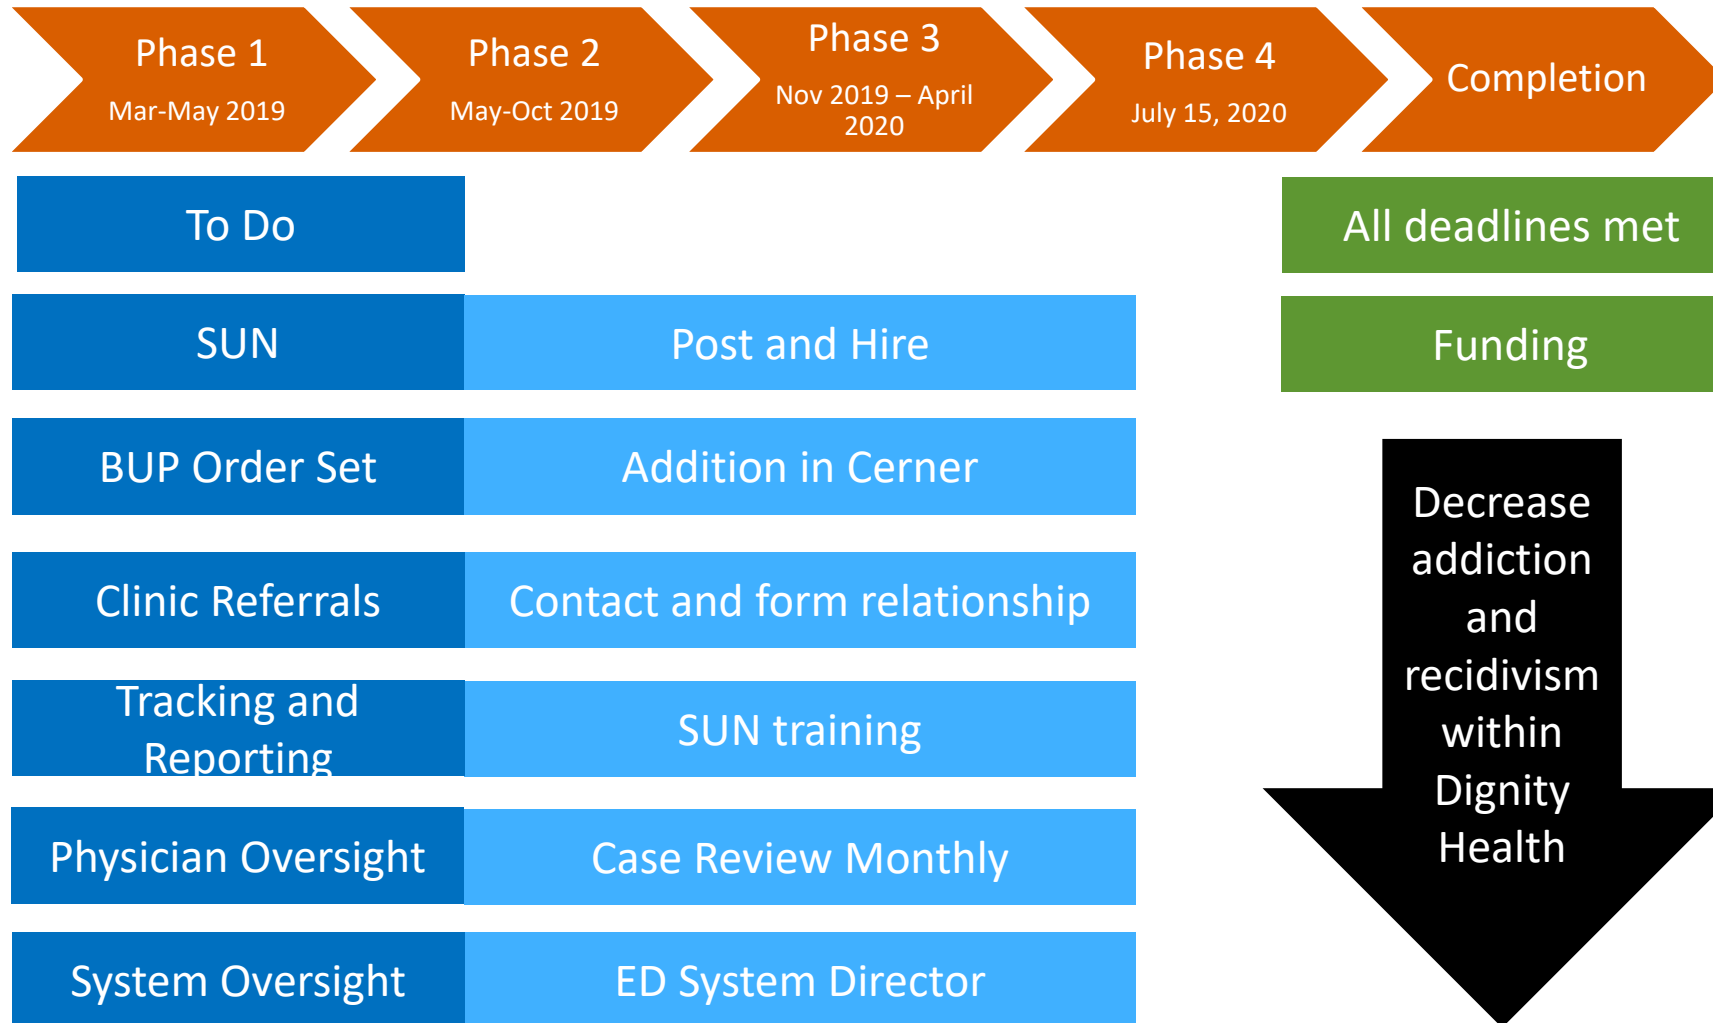 Phase 1
Mar-May 2019
Phase 2
May-Oct 2019
Phase 3
Nov 2019 – April
2020
Phase 4
July 15, 2020
Completion
To Do
All deadlines met
SUN
Post and Hire
Funding
BUP Order Set
Addition in Cerner
Clinic Referrals
Contact and form relationship
Tracking and
Reporting
SUN training
Physician Oversight
Case Review Monthly
System Oversight
ED System Director
Decrease
addiction
and
recidivism
within
Dignity
Health